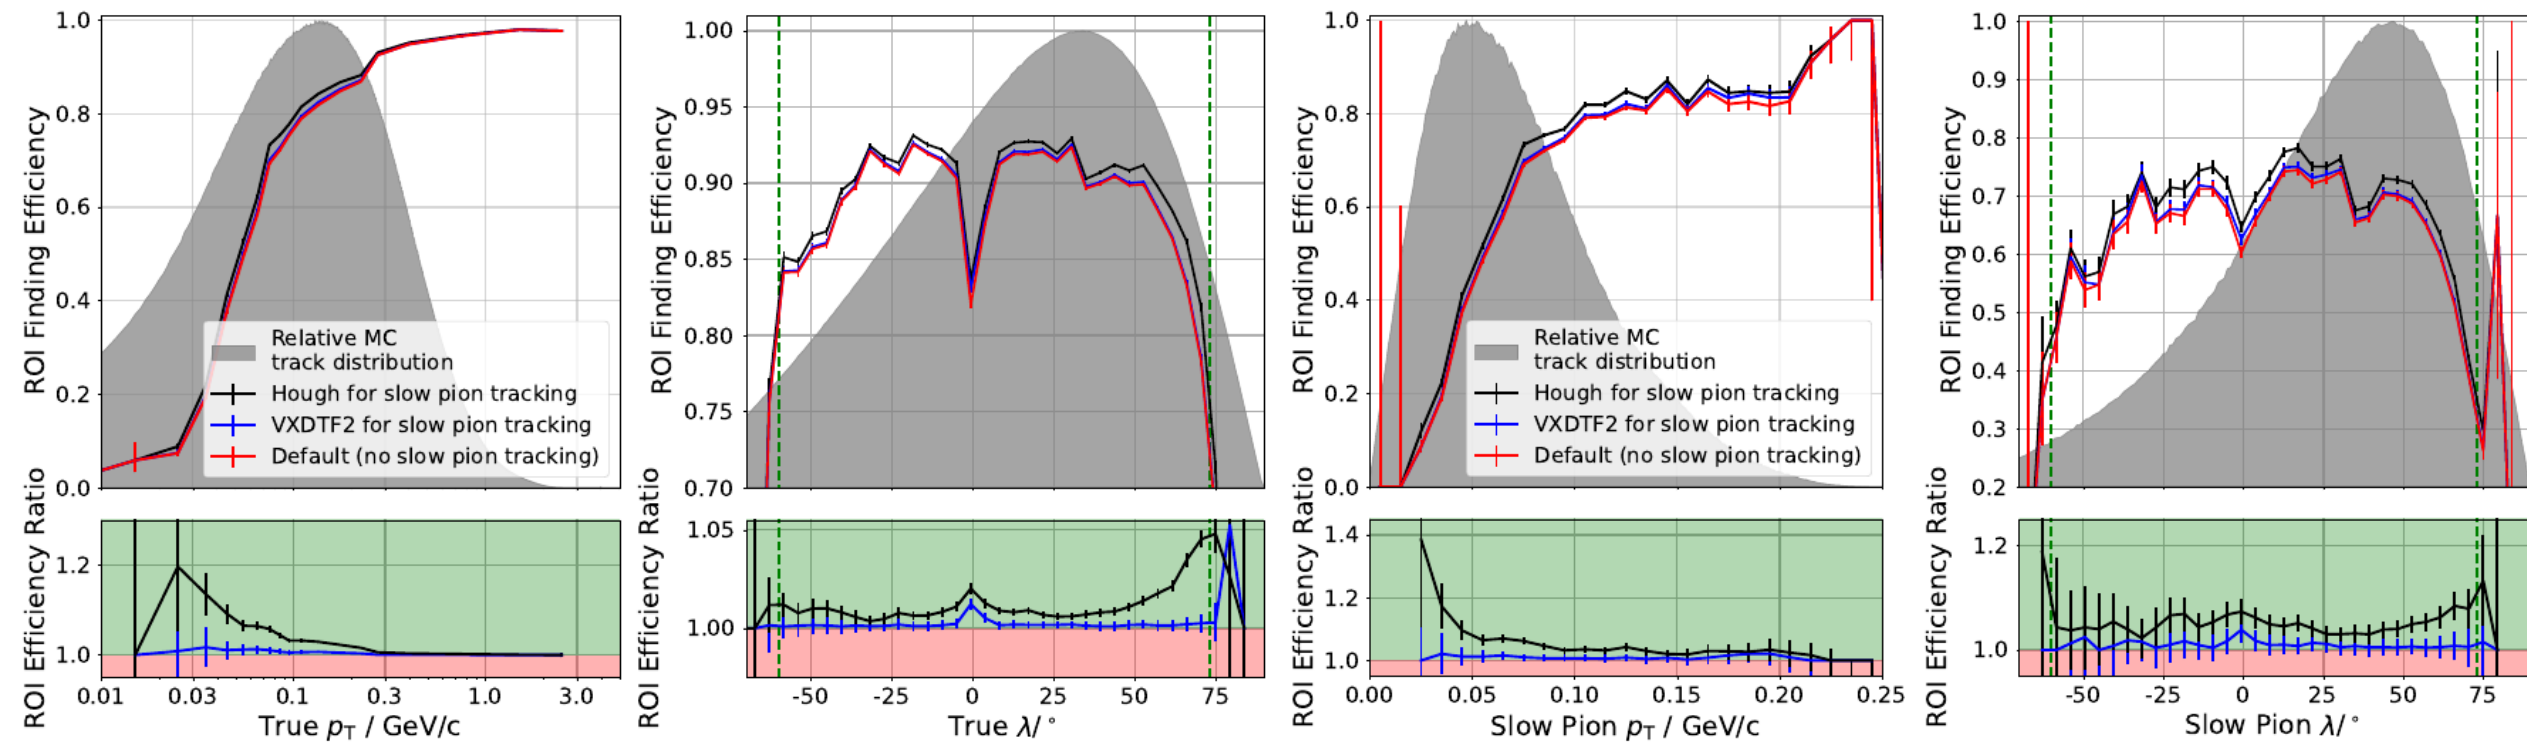 ROI Finding Efficiency
1.0
0.8
0.6
0.4
0.2
0.0
Relative MC
track distribution
Hough for slow pion tracking
VXDTF2 for slow pion tracking
Default (no slow pion tracking)
ROI Efficiency Ratio
1.2
1.0
0.01
0.03
0.1
0.3
1.0
3.0
True pT / GeV/c
ROI Finding Efficiency
1.00
0.95
0.90
0.85
0.80
0.75
0.70
ROI Efficiency Ratio
1.05
1.00
-50
-25
0
25
50
75
True λ/°
ROI Finding Efficiency
1.0
0.8
0.6
0.4
0.2
0.0
Relative MC
track distribution
Hough for slow pion tracking
VXDTF2 for slow pion tracking
Default (no slow pion tracking)
ROI Efficiency Ratio
1.4
1.2
1.0
0.00
0.05
0.10
0.15
0.20
0.25
Slow Pion pT / GeV/c
ROI Finding Efficiency
1.0
0.9
0.8
0.7
0.6
0.5
0.4
0.3
0.2
ROI Efficiency Ratio
1.2
1.0
-50
-25
0
25
50
75
Slow Pion λ/°